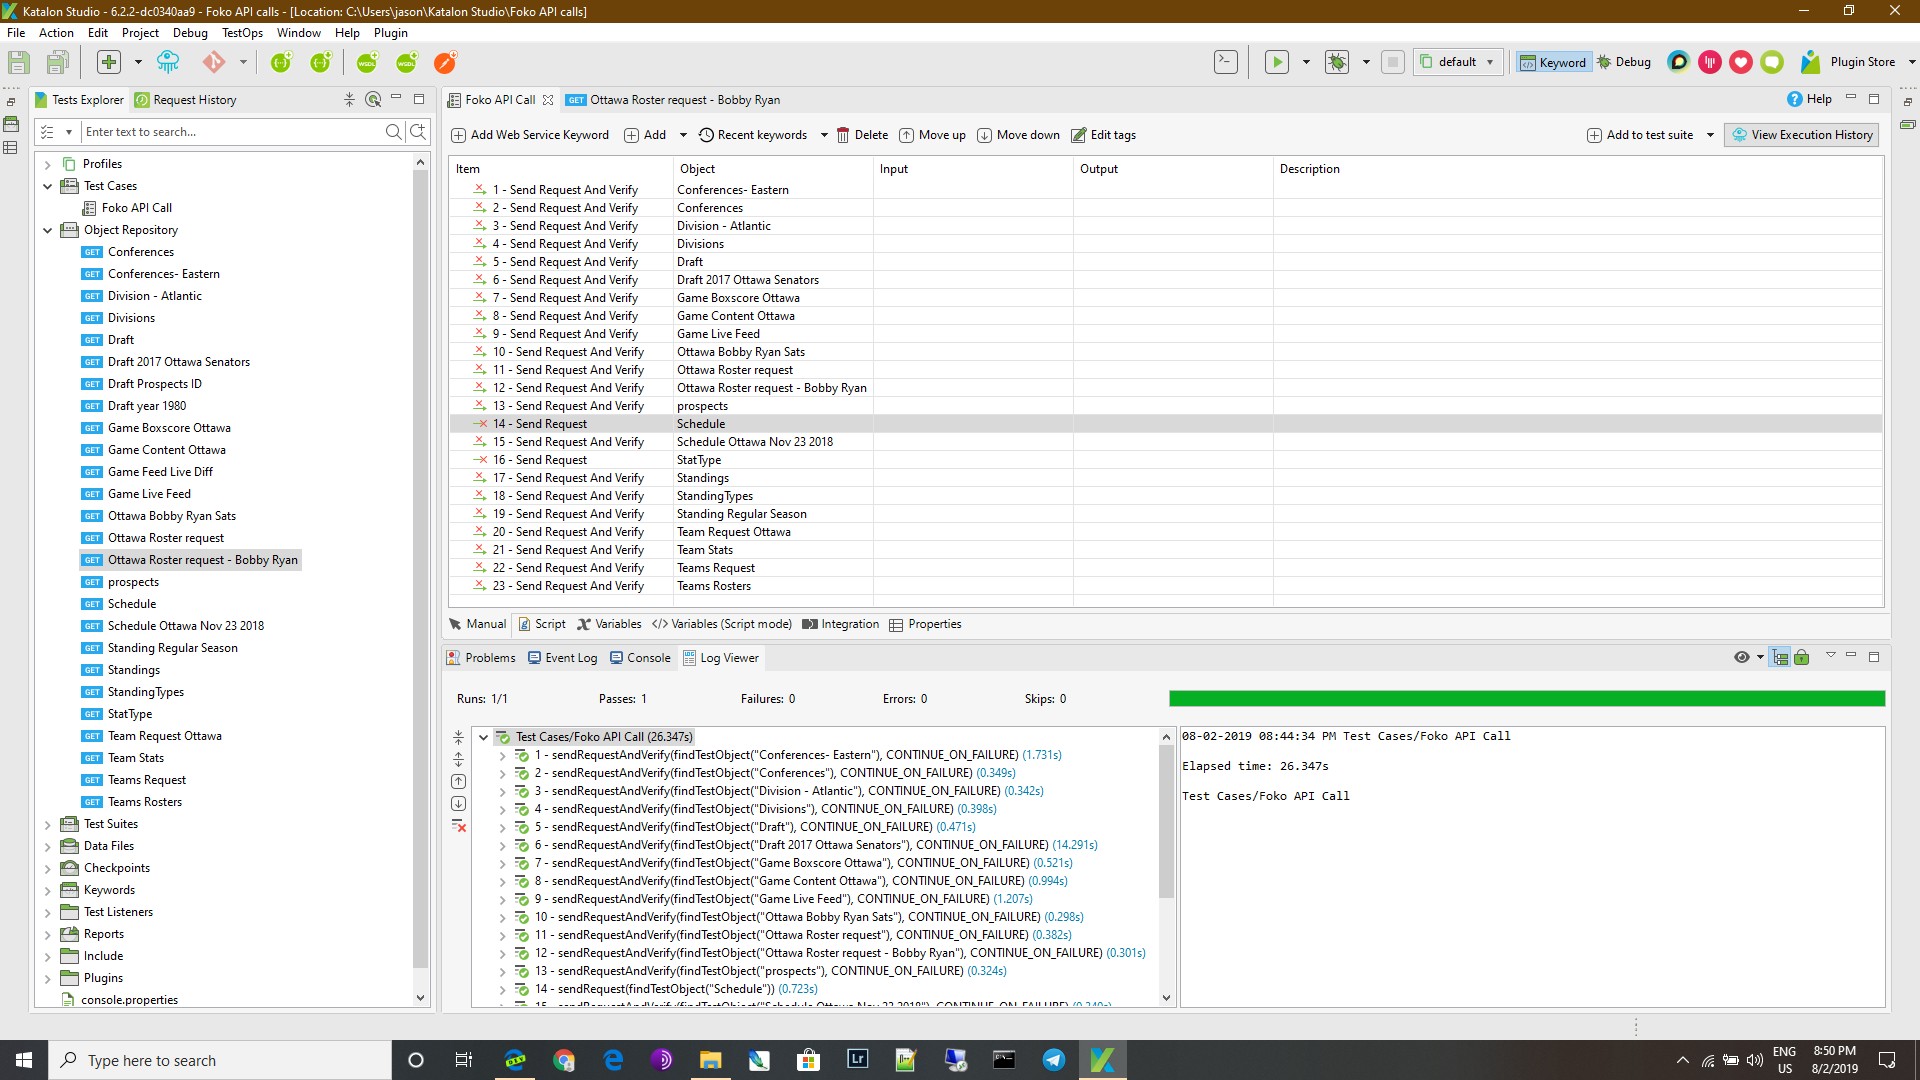 Katalon Studio - 6.2.2-dc0340aa9 - Foko API calls - [Location: C:\Users\jason\Katalon Studio\Foko API calls]
File Action Edit Project Debug TestOps Window Help Plugin
WSDL WSDL default Keyword Debug Plugin Store
Tests Explorer Request History
Enter text to search...
Profiles
Test Cases
Foko API Call
Object Repository
GET Conferences
GET Conferences- Eastern
GET Division - Atlantic
GET Divisions
GET Draft
GET Draft 2017 Ottawa Senators
GET Draft Prospects ID
GET Draft year 1980
GET Game Boxscore Ottawa
GET Game Content Ottawa
GET Game Feed Live Diff
GET Game Live Feed
GET Ottawa Bobby Ryan Sats
GET Ottawa Roster request
GET Ottawa Roster request - Bobby Ryan
GET prospects
GET Schedule
GET Schedule Ottawa Nov 23 2018
GET Standing Regular Season
GET Standings
GET StandingTypes
GET StatType
GET Team Request Ottawa
GET Team Stats
GET Teams Request
GET Teams Rosters
Test Suites
Data Files
Checkpoints
Keywords
Test Listeners
Reports
Include
Plugins
console.properties
Foko API Call GET Ottawa Roster request - Bobby Ryan Help
Add Web Service Keyword Add Recent keywords Delete Move up Move down Edit tags Add to test suite View Execution History
Item Object Input Output Description
1 - Send Request And Verify Conferences- Eastern
2 - Send Request And Verify Conferences
3 - Send Request And Verify Division - Atlantic
4 - Send Request And Verify Divisions
5 - Send Request And Verify Draft
6 - Send Request And Verify Draft 2017 Ottawa Senators
7 - Send Request And Verify Game Boxscore Ottawa
8 - Send Request And Verify Game Content Ottawa
9 - Send Request And Verify Game Live Feed
10 - Send Request And Verify Ottawa Bobby Ryan Sats
11 - Send Request And Verify Ottawa Roster request
12 - Send Request And Verify Ottawa Roster request - Bobby Ryan
13 - Send Request And Verify prospects
14 - Send Request Schedule
15 - Send Request And Verify Schedule Ottawa Nov 23 2018
16 - Send Request StatType
17 - Send Request And Verify Standings
18 - Send Request And Verify StandingTypes
19 - Send Request And Verify Standing Regular Season
20 - Send Request And Verify Team Request Ottawa
21 - Send Request And Verify Team Stats
22 - Send Request And Verify Teams Request
23 - Send Request And Verify Teams Rosters
Manual Script Variables </> Variables (Script mode) Integration Properties
Problems Event Log Console Log Viewer
Runs: 1/1 Passes: 1 Failures: 0 Errors: 0 Skips: 0
Test Cases/Foko API Call (26.347s)
1 - sendRequestAndVerify(findTestObject("Conferences- Eastern"), CONTINUE_ON_FAILURE) (1.731s)
2 - sendRequestAndVerify(findTestObject("Conferences"), CONTINUE_ON_FAILURE) (0.349s)
3 - sendRequestAndVerify(findTestObject("Division - Atlantic"), CONTINUE_ON_FAILURE) (0.342s)
4 - sendRequestAndVerify(findTestObject("Divisions"), CONTINUE_ON_FAILURE) (0.398s)
5 - sendRequestAndVerify(findTestObject("Draft"), CONTINUE_ON_FAILURE) (0.471s)
6 - sendRequestAndVerify(findTestObject("Draft 2017 Ottawa Senators"), CONTINUE_ON_FAILURE) (14.291s)
7 - sendRequestAndVerify(findTestObject("Game Boxscore Ottawa"), CONTINUE_ON_FAILURE) (0.521s)
8 - sendRequestAndVerify(findTestObject("Game Content Ottawa"), CONTINUE_ON_FAILURE) (0.994s)
9 - sendRequestAndVerify(findTestObject("Game Live Feed"), CONTINUE_ON_FAILURE) (1.207s)
10 - sendRequestAndVerify(findTestObject("Ottawa Bobby Ryan Sats"), CONTINUE_ON_FAILURE) (0.298s)
11 - sendRequestAndVerify(findTestObject("Ottawa Roster request"), CONTINUE_ON_FAILURE) (0.382s)
12 - sendRequestAndVerify(findTestObject("Ottawa Roster request - Bobby Ryan"), CONTINUE_ON_FAILURE) (0.301s)
13 - sendRequestAndVerify(findTestObject("prospects"), CONTINUE_ON_FAILURE) (0.324s)
14 - sendRequest(findTestObject("Schedule")) (0.723s)
15 - sendRequestAndVerify(findTestObject("Schedule Ottawa Nov 23 2018"), CONTINUE_ON_FAILURE)
08-02-2019 08:44:34 PM Test Cases/Foko API Call
Elapsed time: 26.347s
Test Cases/Foko API Call
Type here to search
DEV
Lr
ENG
US
8:50 PM
8/2/2019